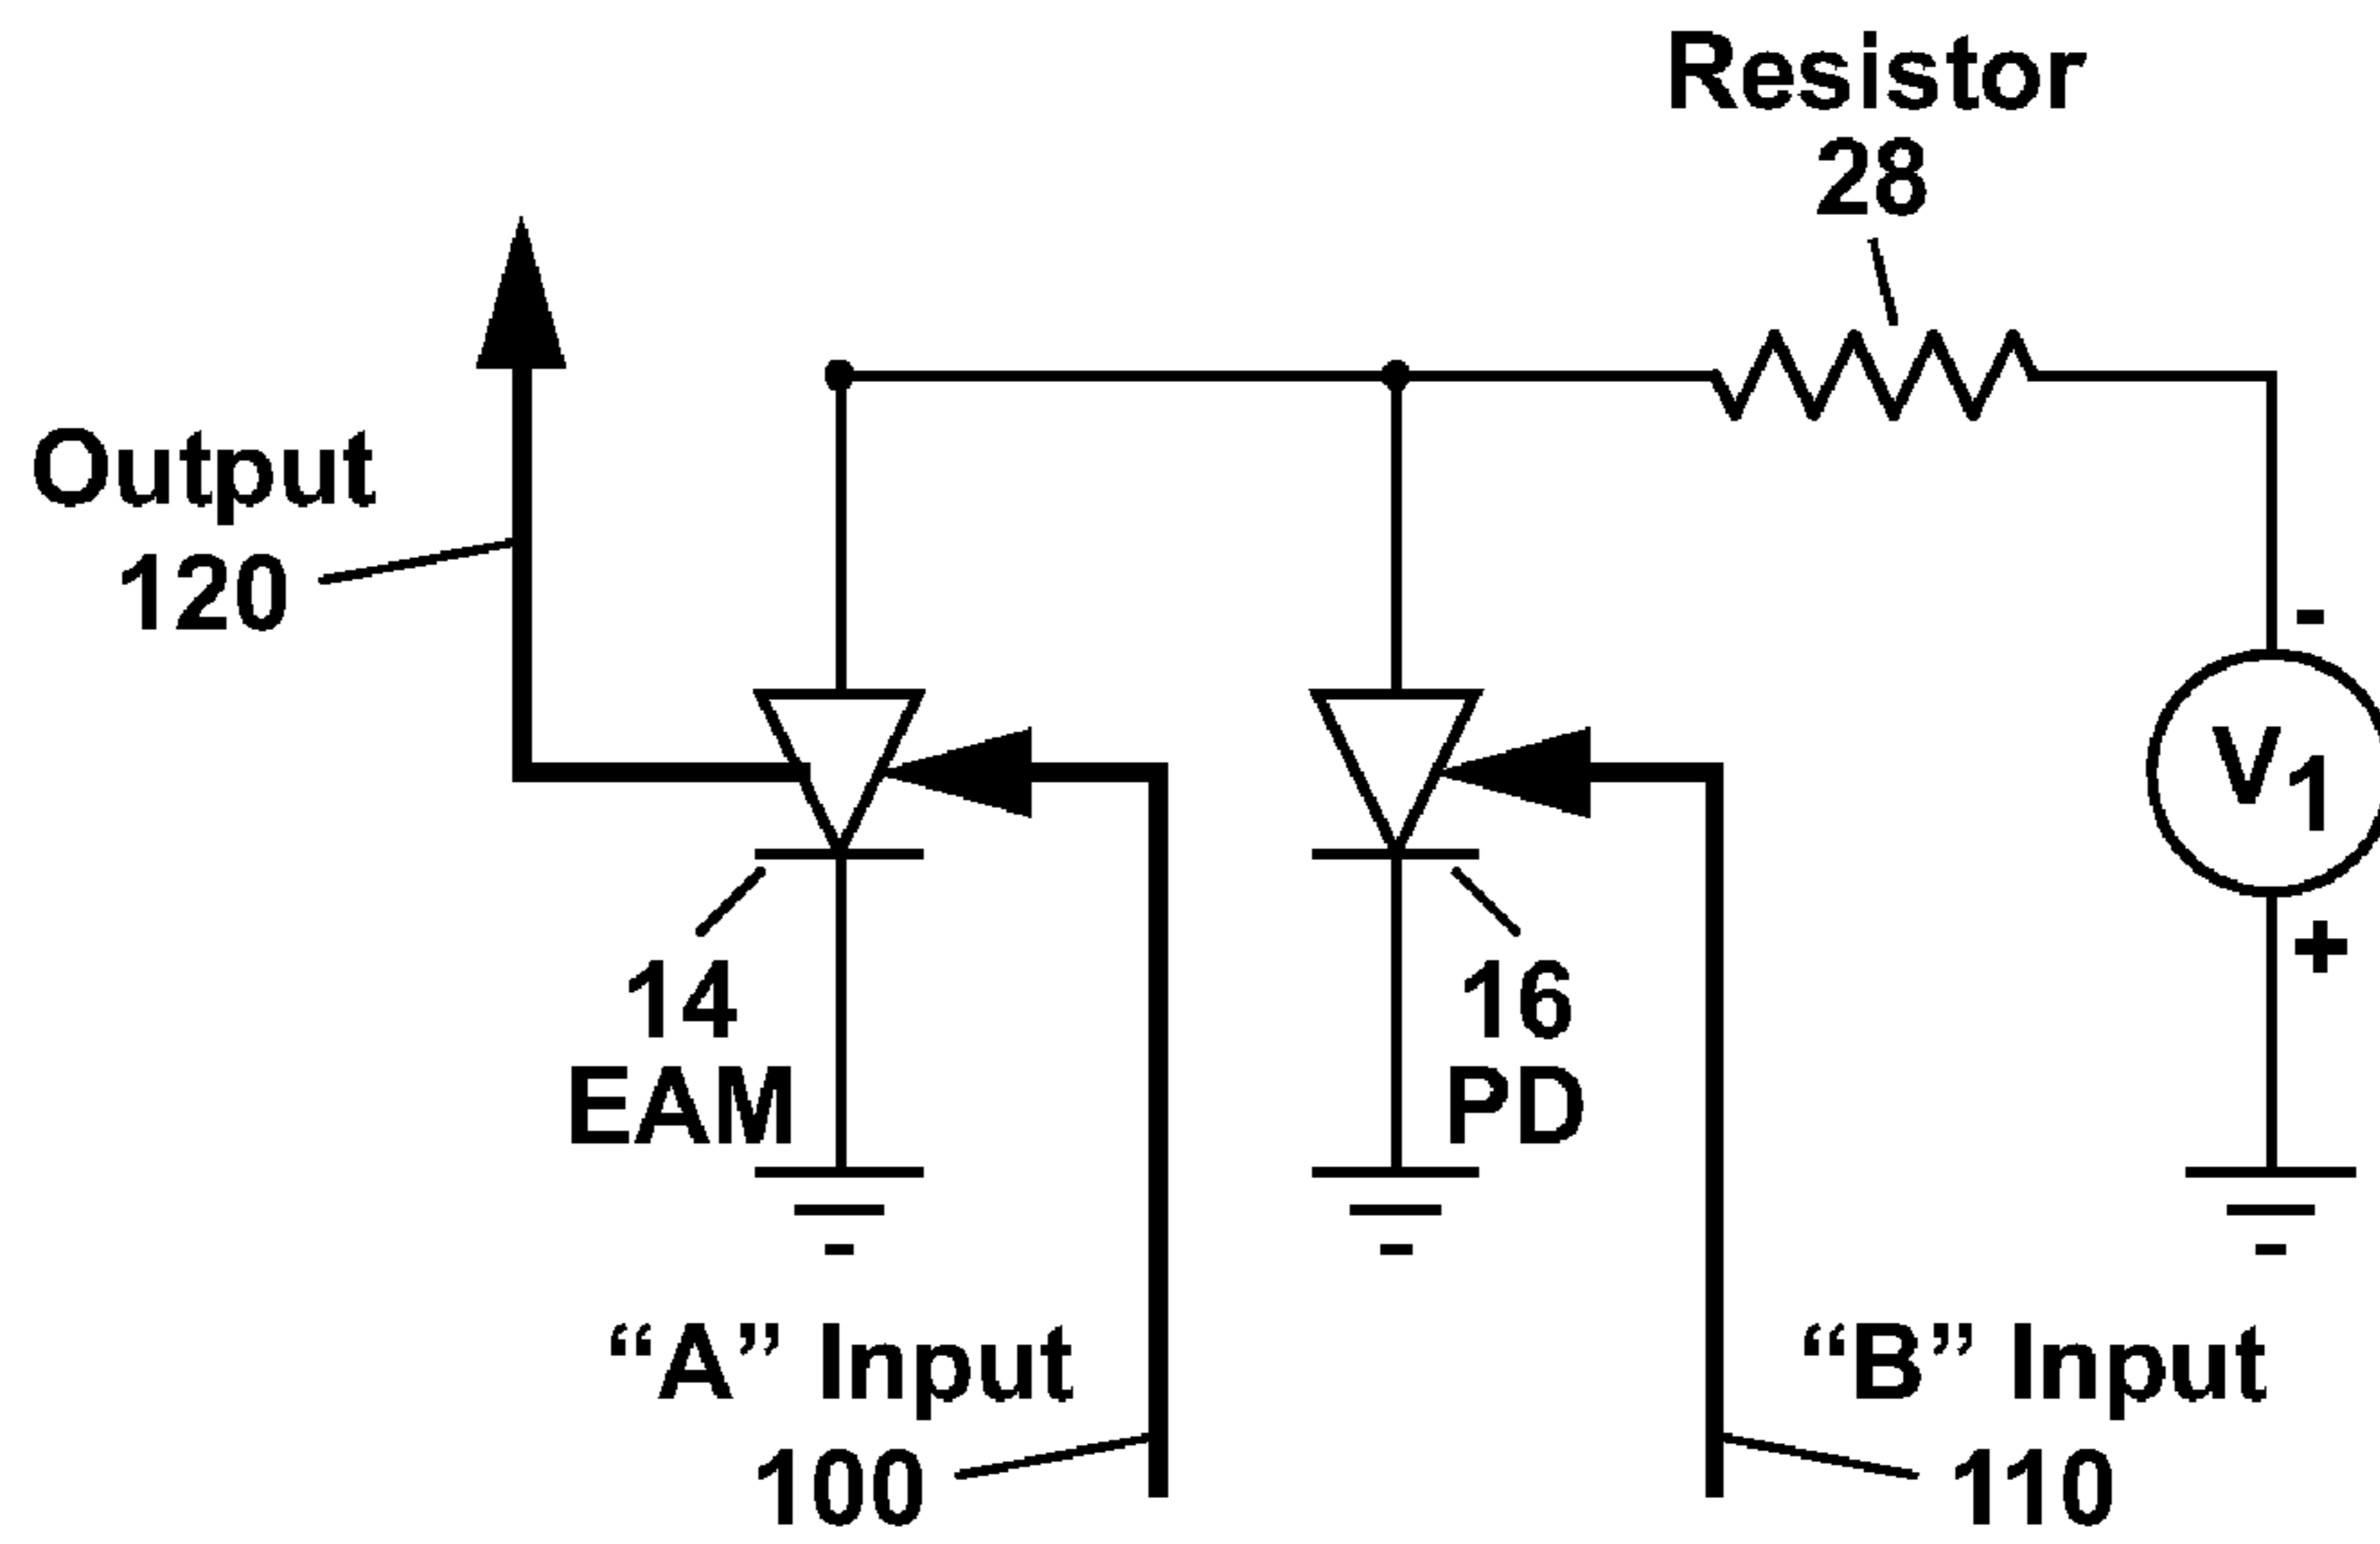 Resistor
28
Output
120
-
V1
+
14
EAM
16
PD
“A” Input
100
“B” Input
110